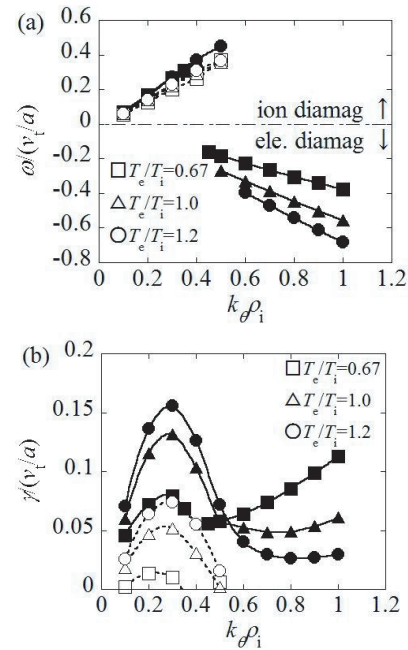 (a)
0.6
0.4
0.2
0
-0.2
-0.4
-0.6
-0.8
ω/(v_t/a)
ion diamag ↑
ele. diamag ↓
T_e/T_i=0.67
T_e/T_i=1.0
T_e/T_i=1.2
0 0.2 0.4 0.6 0.8 1 1.2
k_θρ_i
(b)
0.2
0.15
0.1
0.05
0
γ/(v_t/a)
T_e/T_i=0.67
T_e/T_i=1.0
T_e/T_i=1.2
0 0.2 0.4 0.6 0.8 1 1.2
k_θρ_i